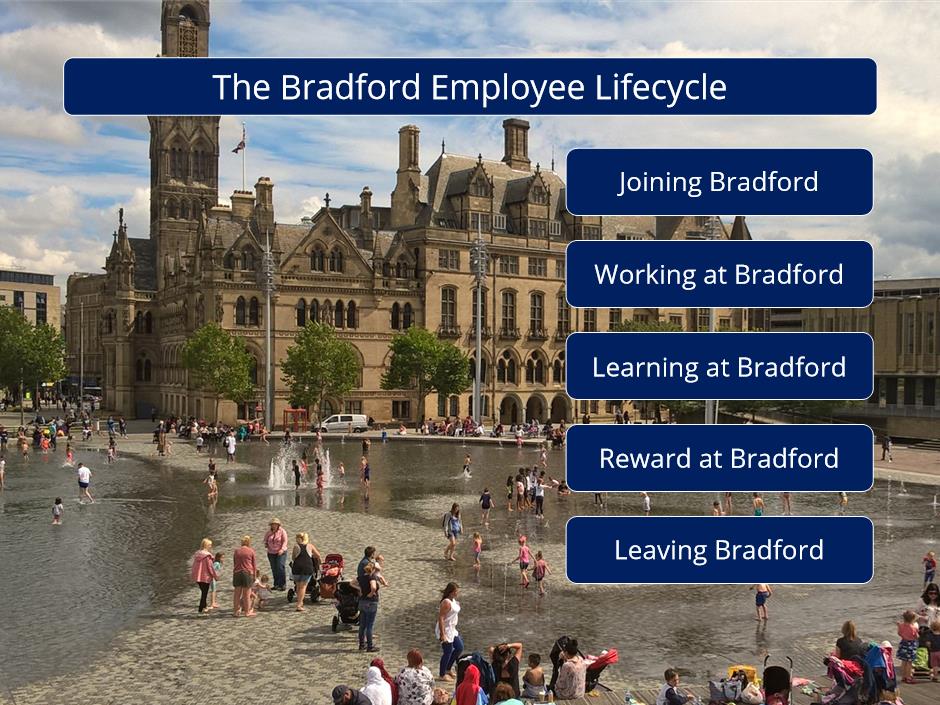 The Bradford Employee Lifecycle
Joining Bradford
Working at Bradford
Learning at Bradford
Reward at Bradford
Leaving Bradford